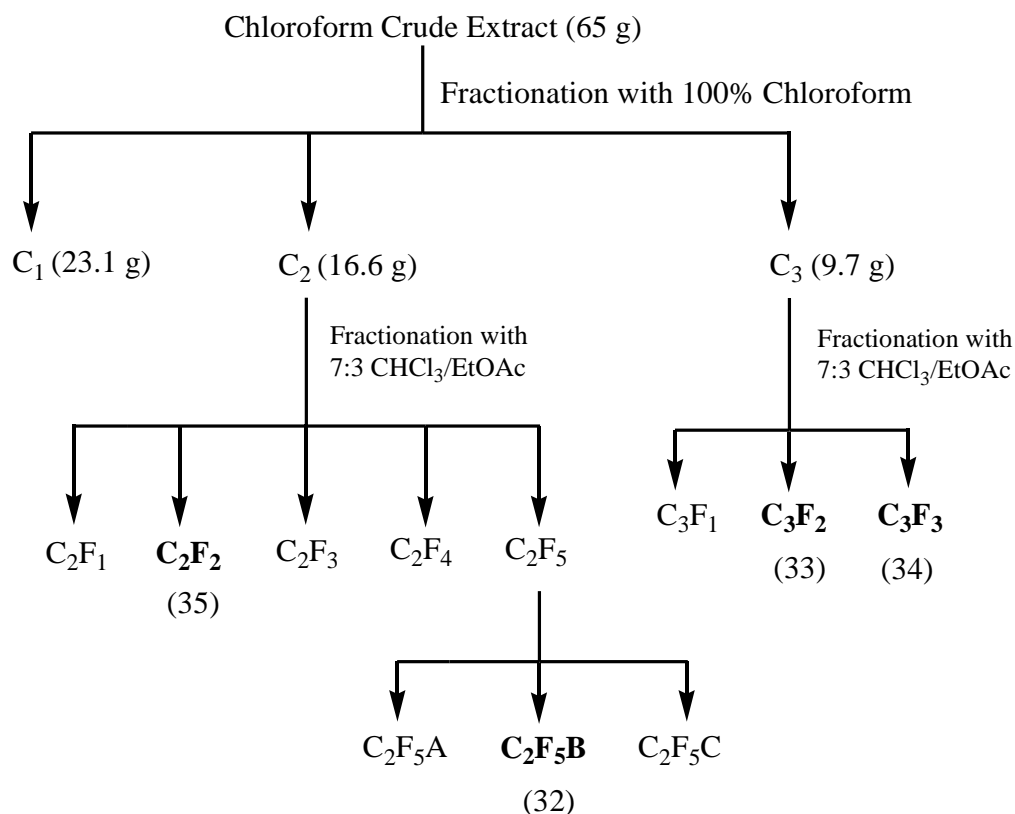 Chloroform Crude Extract (65 g)
Fractionation with 100% Chloroform
C₁ (23.1 g) C₂ (16.6 g) C₃ (9.7 g)
Fractionation with
7:3 CHCl₃/EtOAc
Fractionation with
7:3 CHCl₃/EtOAc
C₂F₁ C₂F₂ C₂F₃ C₂F₄ C₂F₅ C₃F₁ C₃F₂ C₃F₃
(35) (33) (34)
C₂F₅A C₂F₅B C₂F₅C
(32)